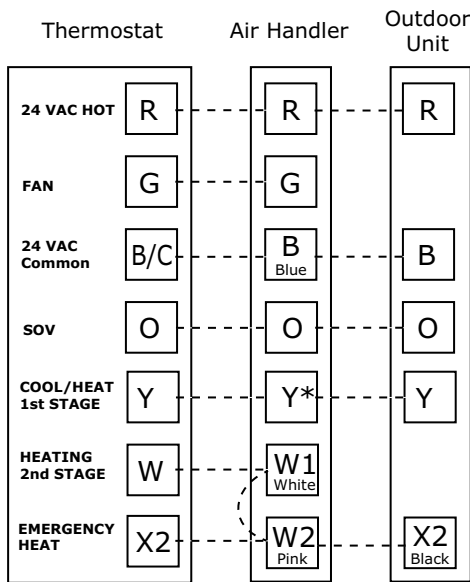 Thermostat Air Handler Outdoor
Unit
24 VAC HOT R R R
FAN G G
24 VAC
Common B/C B
Blue B
SOV O O O
COOL/HEAT
1st STAGE Y Y* Y
HEATING
2nd STAGE W W1
White
EMERGENCY
HEAT X2 W2
Pink X2
Black